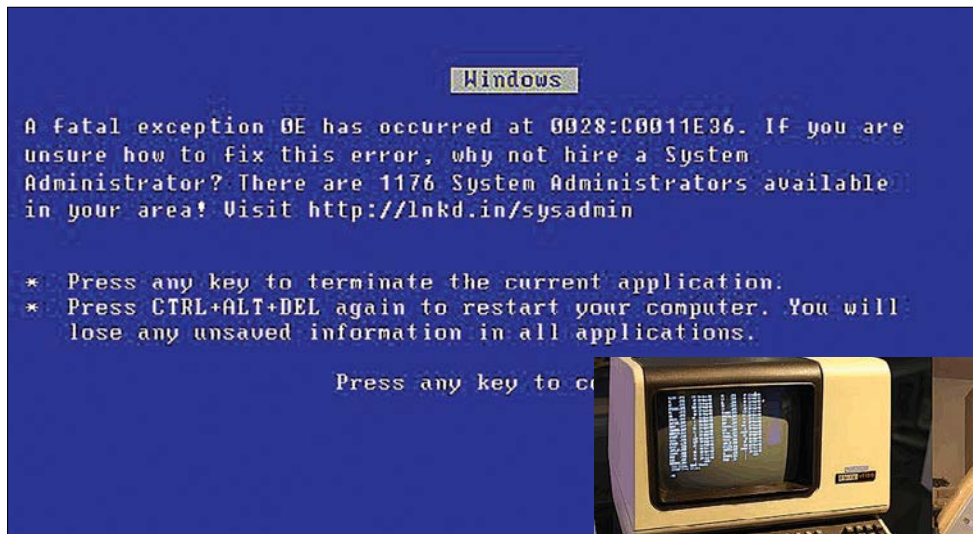 Windows
A fatal exception 0E has occurred at 0028:C0011E36. If you are
unsure how to fix this error, why not hire a System
Administrator? There are 1176 System Administrators available
in your area! Visit http://lnkd.in/sysadmin
* Press any key to terminate the current application.
* Press CTRL+ALT+DEL again to restart your computer. You will
lose any unsaved information in all applications.
Press any key to